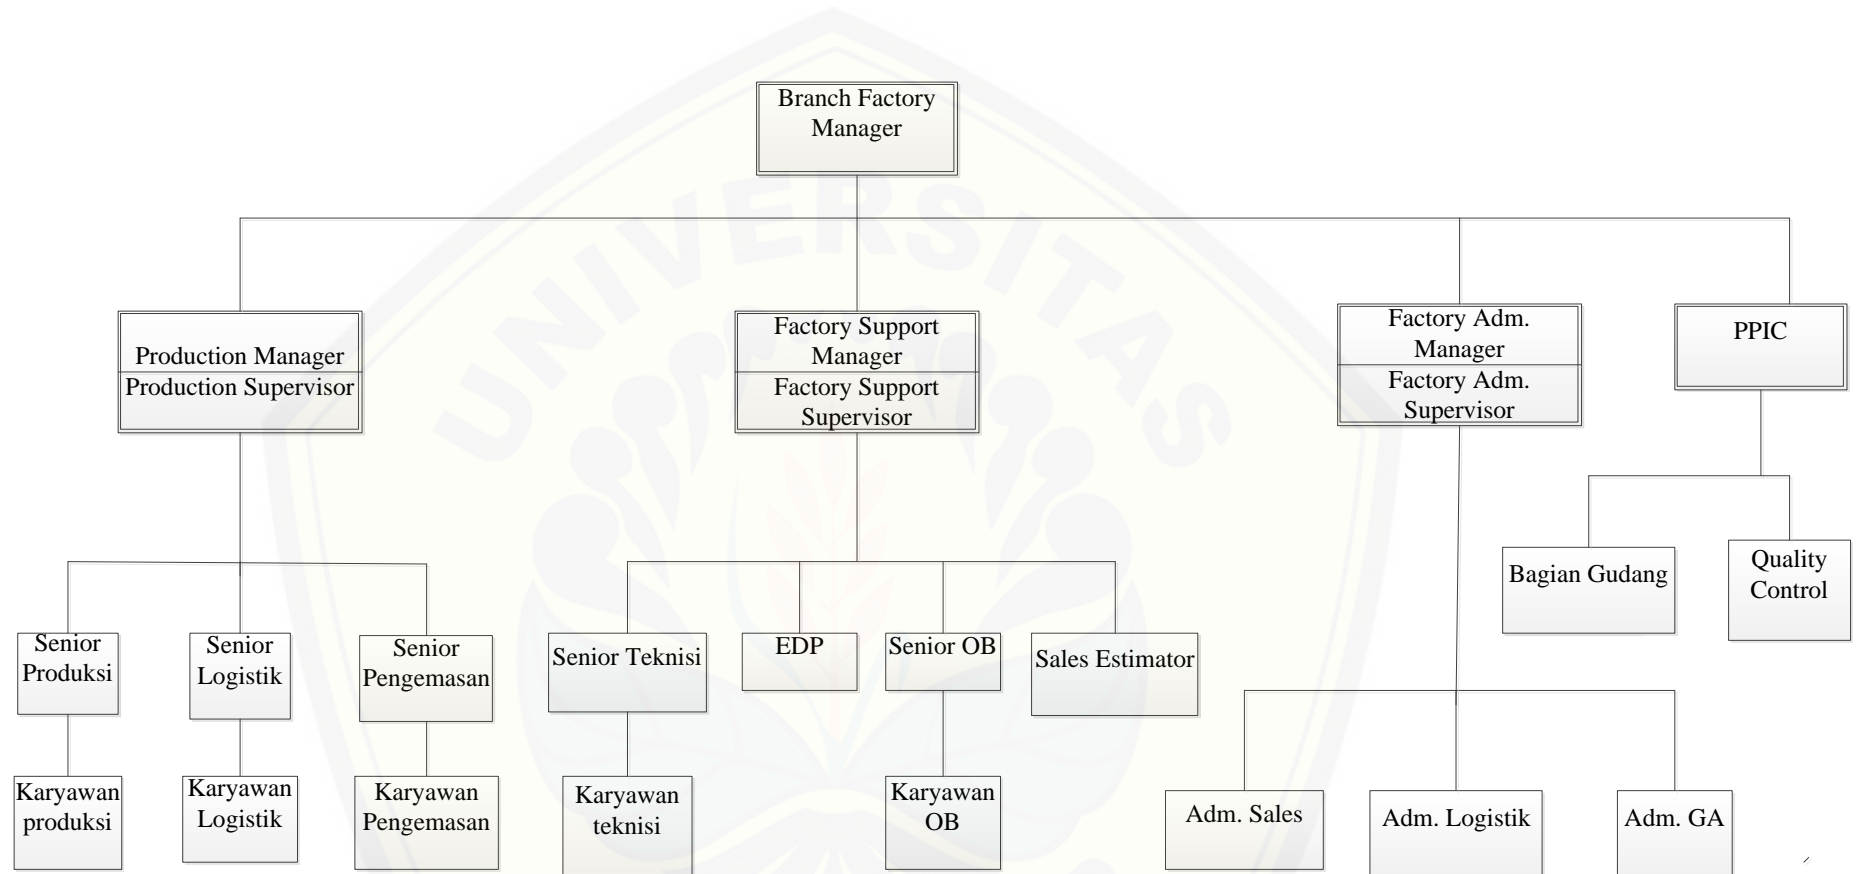 Branch Factory
Manager
UNIVERSITAS
Production Manager
Production Supervisor
Factory Support
Manager
Factory Support
Supervisor
Factory Adm.
Manager
Factory Adm.
Supervisor
PPIC
Bagian Gudang
Quality
Control
Senior
Produksi
Senior
Logistik
Senior
Pengemasan
Senior Teknisi
EDP
Senior OB
Sales Estimator
Karyawan
produksi
Karyawan
Logistik
Karyawan
Pengemasan
Karyawan
teknisi
Karyawan
OB
Adm. Sales
Adm. Logistik
Adm. GA